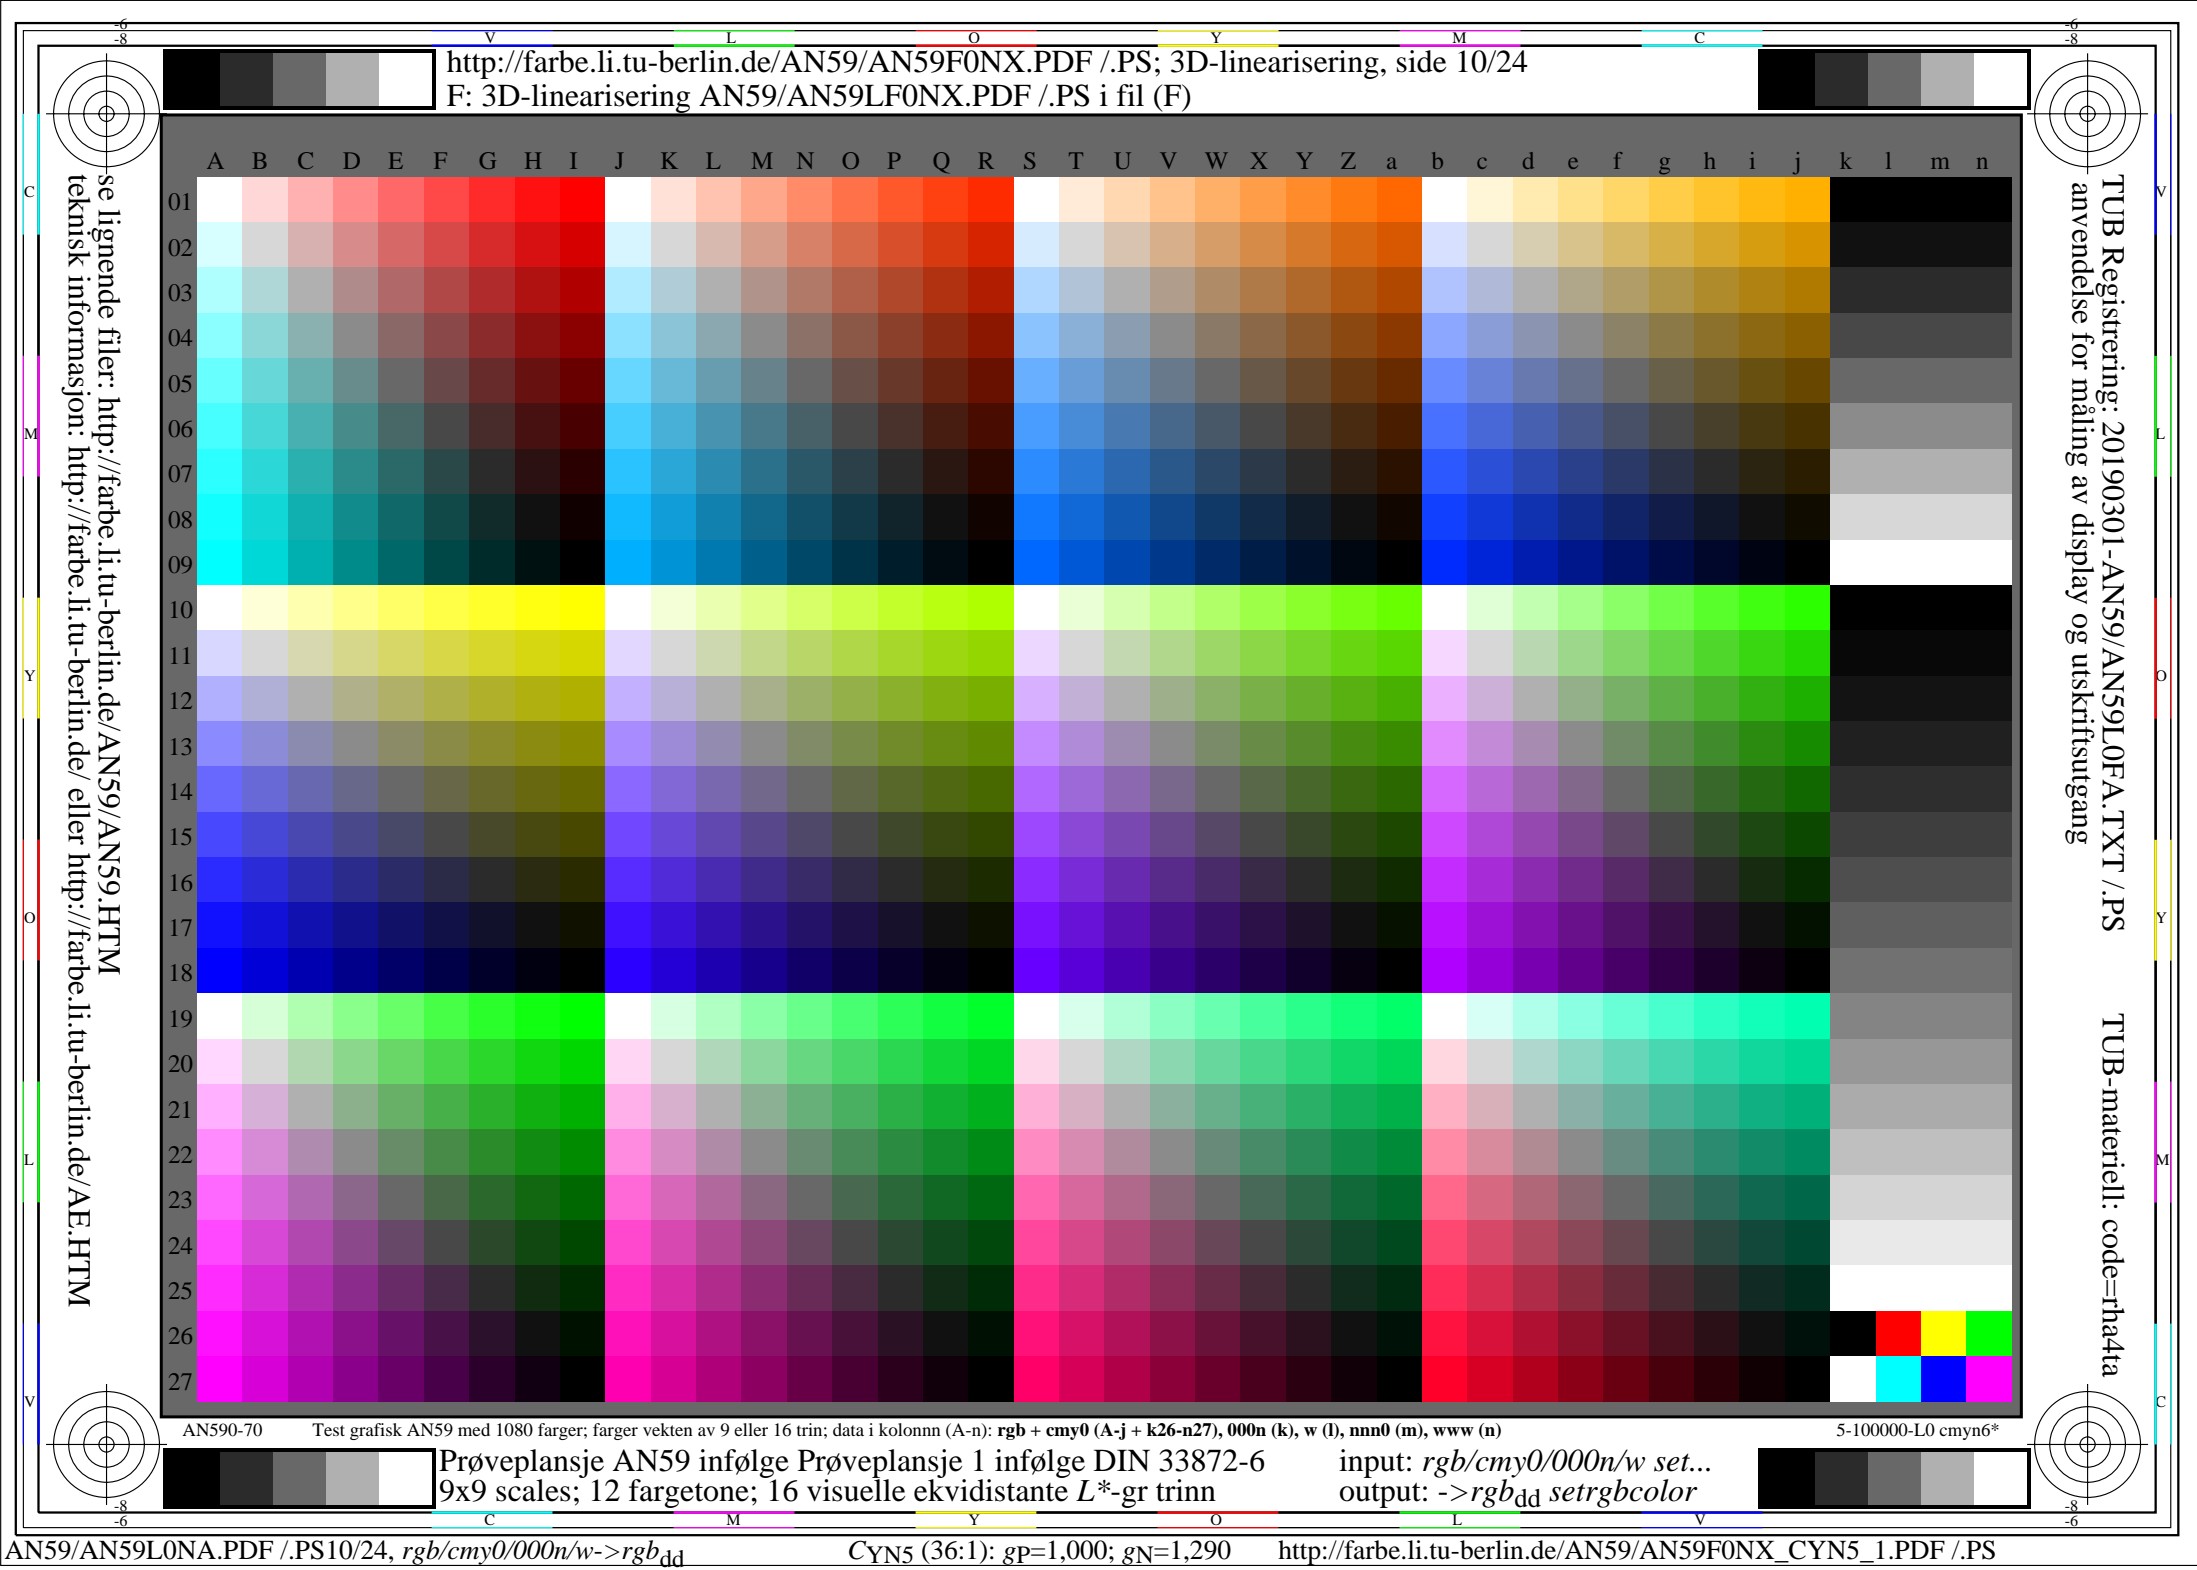 -6
-8
V L O Y M C
-6
-8
http://farbe.li.tu-berlin.de/AN59/AN59F0NX.PDF /.PS; 3D-linearisering, side 10/24
F: 3D-linearisering AN59/AN59LF0NX.PDF /.PS i fil (F)
A B C D E F G H I J K L M N O P Q R S T U V W X Y Z a b c d e f g h i j k l m n
01
02
03
04
05
06
07
08
09
10
11
12
13
14
15
16
17
18
19
20
21
22
23
24
25
26
27
C
M
Y
O
L
V
se lignende filer: http://farbe.li.tu-berlin.de/AN59/AN59.HTM
teknisk informasjon: http://farbe.li.tu-berlin.de/ eller http://farbe.li.tu-berlin.de/AE.HTM
TUB Registrering: 20190301-AN59/AN59L0FA.TXT /.PS
anvendelse for måling av display og utskriftsutgang
TUB-materiell: code=rha4ta
V
L
O
Y
M
C
AN590-70
Test grafisk AN59 med 1080 farger; farger vekten av 9 eller 16 trin; data i kolonnn (A-n): rgb + cmy0 (A-j + k26-n27), 000n (k), w (l), nnn0 (m), www (n)
5-100000-L0 cmyn6*
Prøveplansje AN59 infølge Prøveplansje 1 infølge DIN 33872-6
9x9 scales; 12 fargetone; 16 visuelle ekvidistante L*-gr trinn
input: rgb/cmy0/000n/w set...
output: ->rgbdd setrgbcolor
-8
-6
C M Y O L V
-8
-6
AN59/AN59L0NA.PDF /.PS10/24, rgb/cmy0/000n/w->rgbdd
CYN5 (36:1): gP=1,000; gN=1,290
http://farbe.li.tu-berlin.de/AN59/AN59F0NX_CYN5_1.PDF /.PS